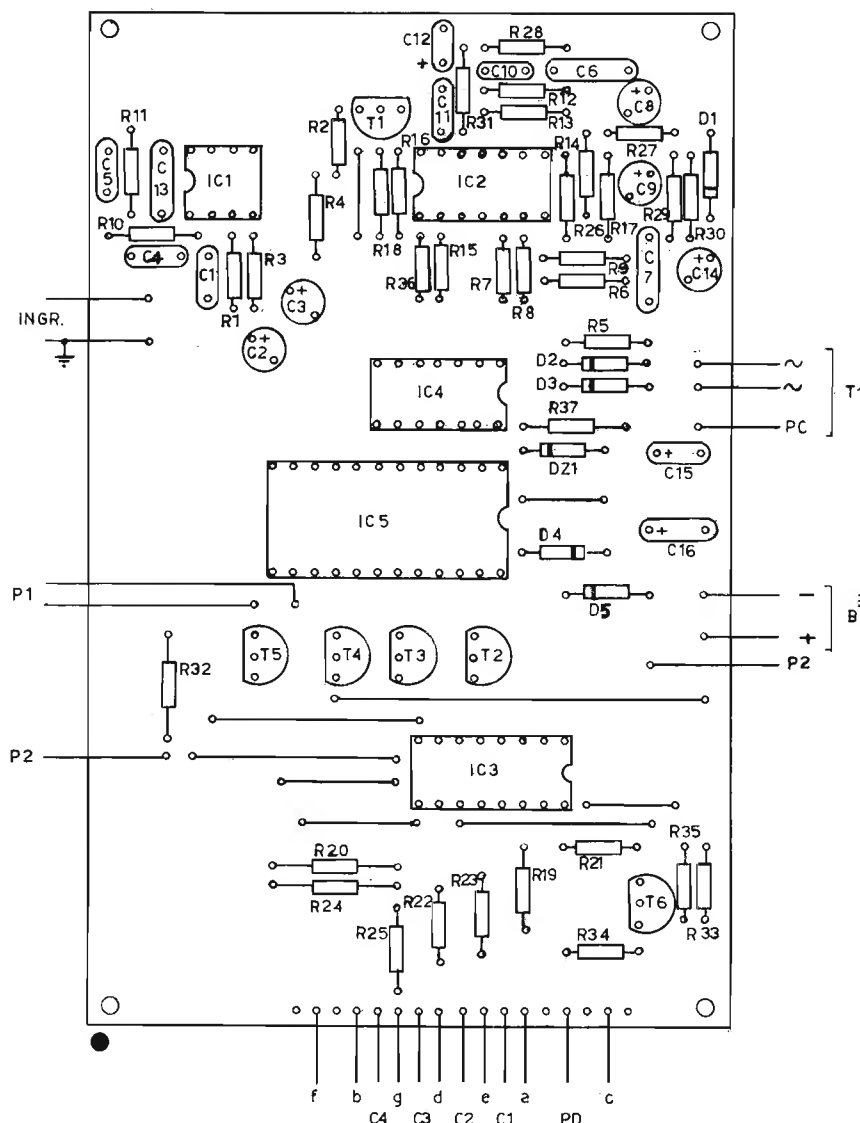 C12 R28
+
C10 C6
R12
C8
R11 R2 T1 C11 R31 R13 D1
R16 R14 R27
C5 C13 IC1 IC2 C9
R4 R29
R10 R18 R26 R17 R30
C4 C1 R3 R36 R15 R9 C7 C14
C3 R7 R8 R6
R1
INGR. C2 R5
D2 ~
IC4 D3 ~ T1
R37 PC
DZ1 + C15
IC5 D4 + C16
P1 D5 - B
+
T5 T4 T3 T2 P2
R32
P2 IC3
R35
R20 R23 R19 R21
R24 R22 T6
R25 R34 R33
f b g d e a c
C4 C3 C2 C1 PD